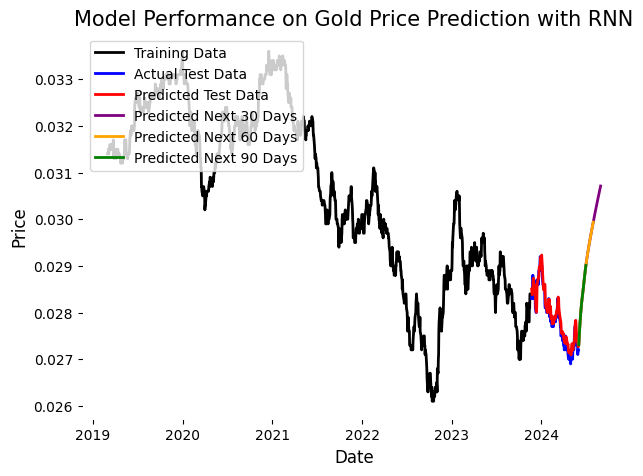 Model Performance on Gold Price Prediction with RNN
Training Data
Actual Test Data
Predicted Test Data
Predicted Next 30 Days
Predicted Next 60 Days
Predicted Next 90 Days
0.033
0.032
0.031
0.030
0.029
0.028
0.027
0.026
Price
2019 2020 2021 2022 2023 2024
Date